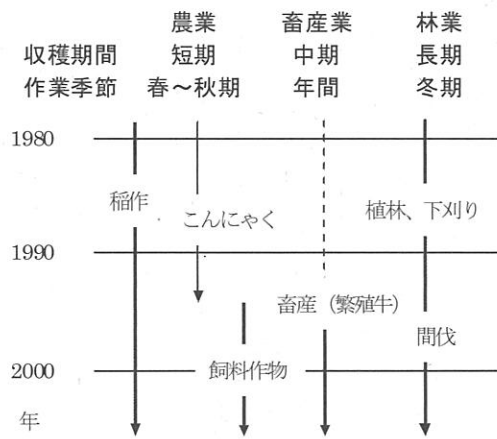 農業 畜産業 林業
収穫期間 短期 中期 長期
作業季節 春～秋期 年間 冬期
1980
稲作 こんにゃく 植林、下刈り
1990
畜産（繁殖牛）
間伐
2000 飼料作物
年